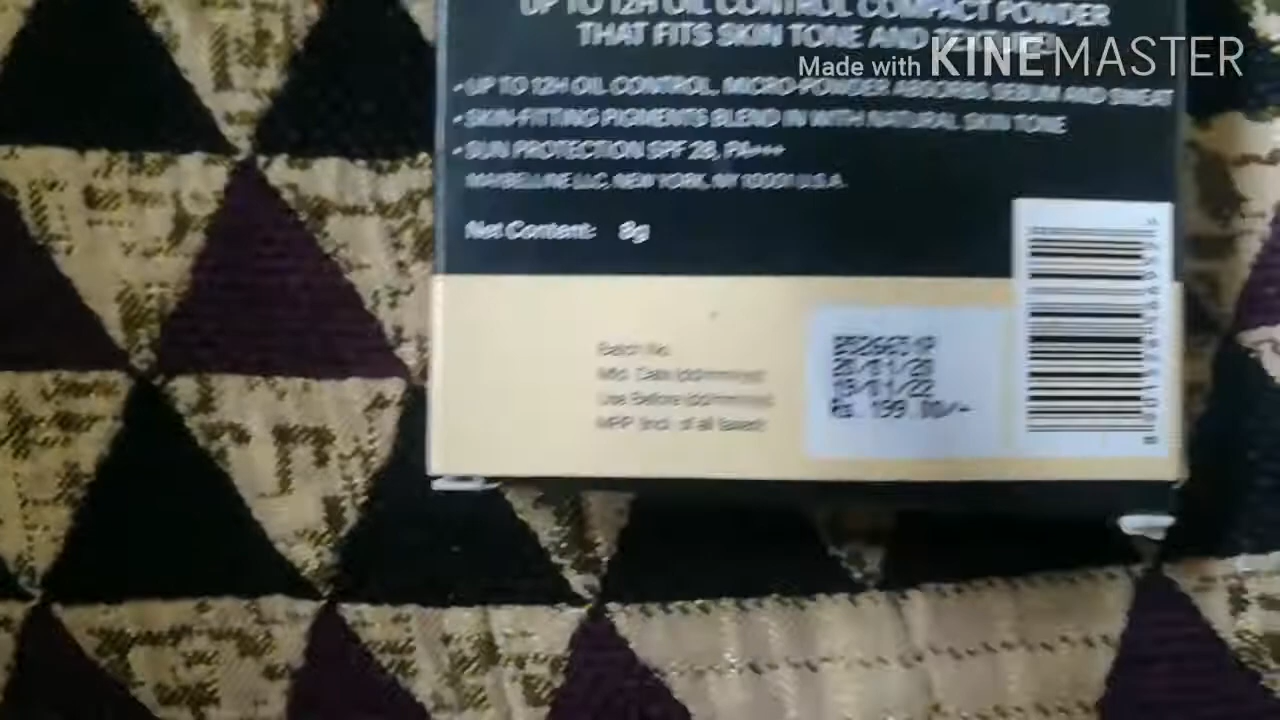 UP TO 12H OIL CONTROL COMPACT POWDER
THAT FITS SKIN TONE AND TEXTURE!
Made with KINEMASTER
• UP TO 12H OIL CONTROL. MICRO-POWDER ABSORBS SEBUM AND SWEAT
• SKIN-FITTING PIGMENTS BLEND IN WITH NATURAL SKIN TONE
• SUN PROTECTION SPF 28, PA+++
MAYBELLINE LLC. NEW YORK, NY 10001 U.S.A.
Net Content: 8g
Batch No.
Mfd. Date (dd/mm/yy)
Use Before (dd/mm/yy)
MRP (incl. of all taxes)
199.00/-